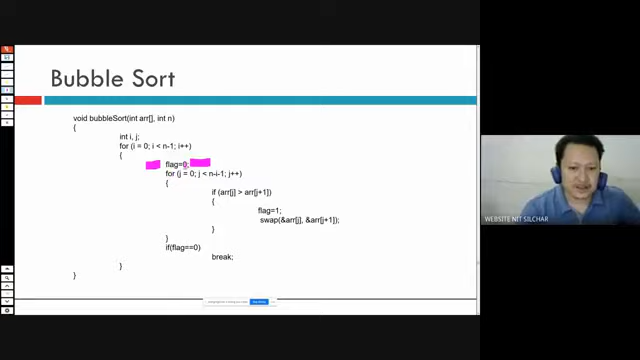 Bubble Sort
void bubbleSort(int arr[], int n)
{
int i, j;
for (i = 0; i < n-1; i++)
{
flag=0;
for (j = 0; j < n-i-1; j++)
{
if (arr[j] > arr[j+1])
{
flag=1;
swap(&arr[j], &arr[j+1]);
}
}
if(flag==0)
break;
}
}
WEBSITE NIT SILCHAR